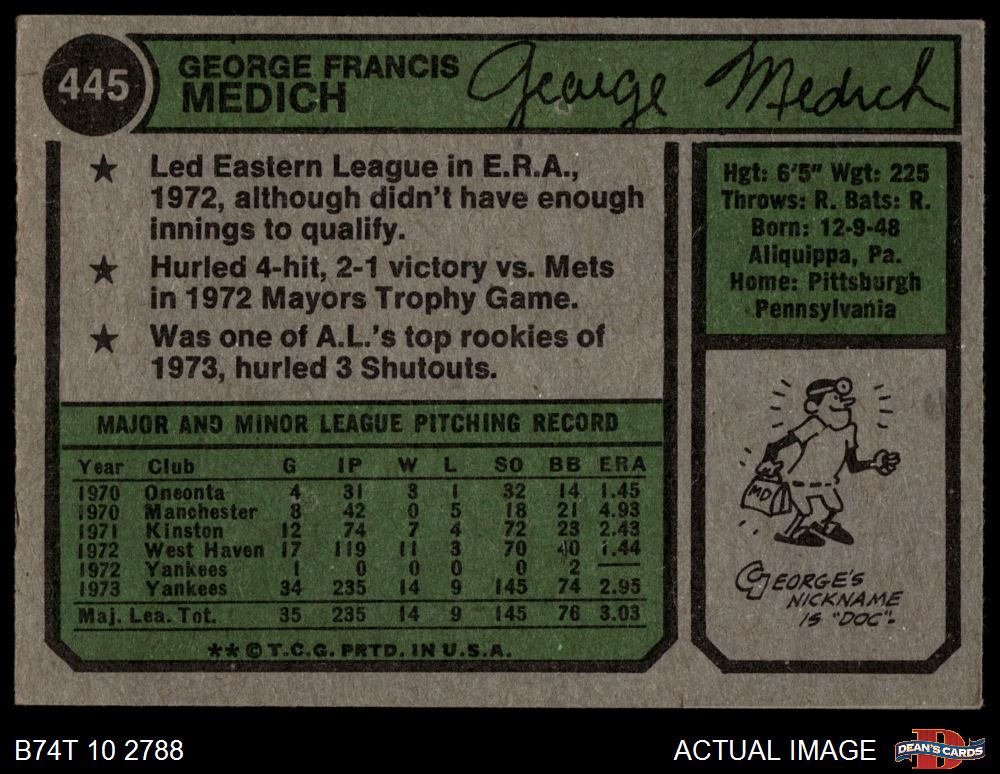 445
GEORGE FRANCIS
MEDICH
George Medich
★ Led Eastern League in E.R.A.,
1972, although didn't have enough
innings to qualify.
★ Hurled 4-hit, 2-1 victory vs. Mets
in 1972 Mayors Trophy Game.
★ Was one of A.L.'s top rookies of
1973, hurled 3 Shutouts.
Hgt: 6'5" Wgt: 225
Throws: R. Bats: R.
Born: 12-9-48
Aliquippa, Pa.
Home: Pittsburgh
Pennsylvania
MAJOR AND MINOR LEAGUE PITCHING RECORD
Year Club G IP W L SO BB ERA
1970 Oneonta 4 31 3 1 32 14 1.45
1970 Manchester 8 42 0 5 18 21 4.93
1971 Kinston 12 74 7 4 72 23 2.43
1972 West Haven 17 119 11 3 70 40 1.44
1972 Yankees 1 0 0 0 0 2 —
1973 Yankees 34 235 14 9 145 74 2.95
Maj. Lea. Tot. 35 235 14 9 145 76 3.03
** © T.C.G. PRTD. IN U.S.A.
MD
GEORGE'S
NICKNAME
IS "DOC".
B74T 10 2788
ACTUAL IMAGE
DEAN'S CARDS